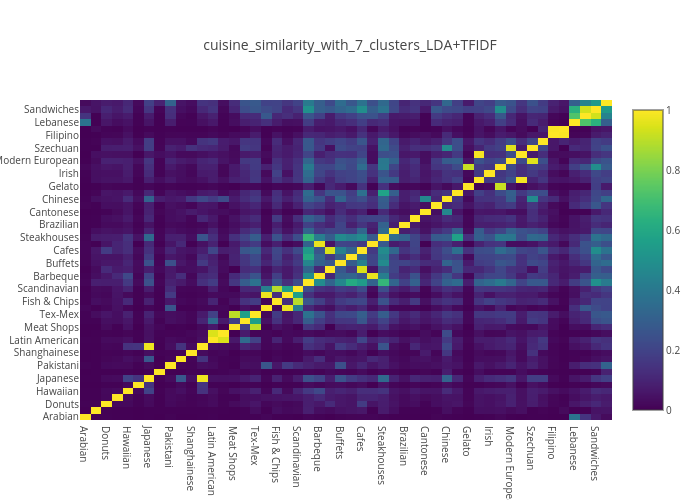 cuisine_similarity_with_7_clusters_LDA+TFIDF
Sandwiches
Lebanese
Filipino
Szechuan
Modern European
Irish
Gelato
Chinese
Cantonese
Brazilian
Steakhouses
Cafes
Buffets
Barbeque
Scandinavian
Fish & Chips
Tex-Mex
Meat Shops
Latin American
Shanghainese
Pakistani
Japanese
Hawaiian
Donuts
Arabian
Arabian
Donuts
Hawaiian
Japanese
Pakistani
Shanghainese
Latin American
Meat Shops
Tex-Mex
Fish & Chips
Scandinavian
Barbeque
Buffets
Cafes
Steakhouses
Brazilian
Cantonese
Chinese
Gelato
Irish
Modern Europe
Szechuan
Filipino
Lebanese
Sandwiches
1
0.8
0.6
0.4
0.2
0